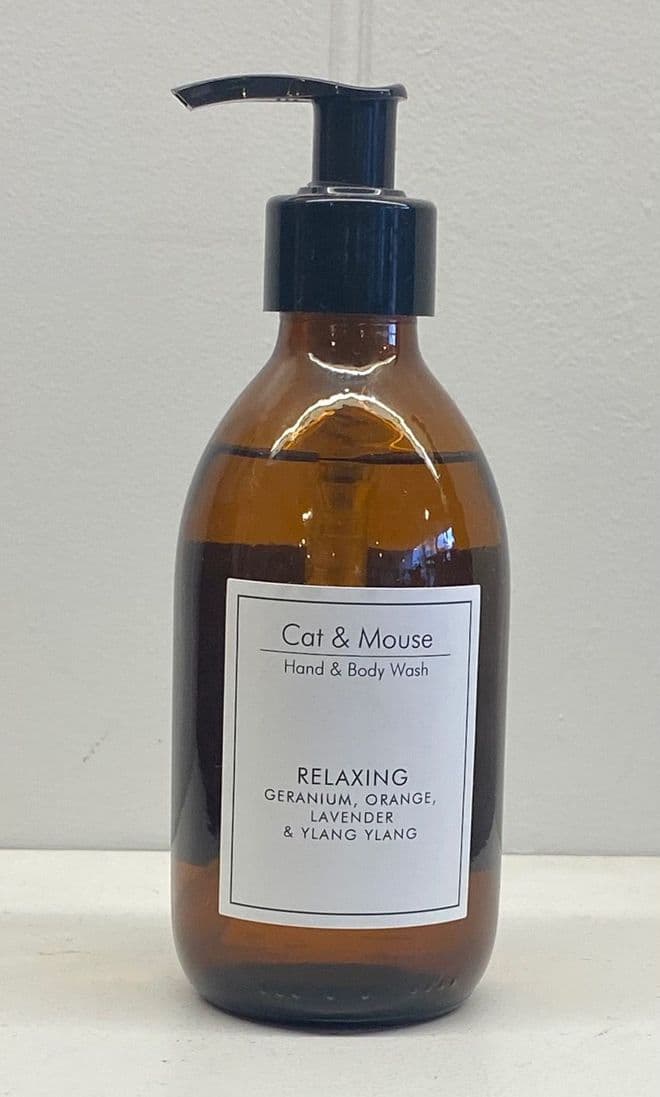 Cat & Mouse
Hand & Body Wash
RELAXING
GERANIUM, ORANGE,
LAVENDER
& YLANG YLANG